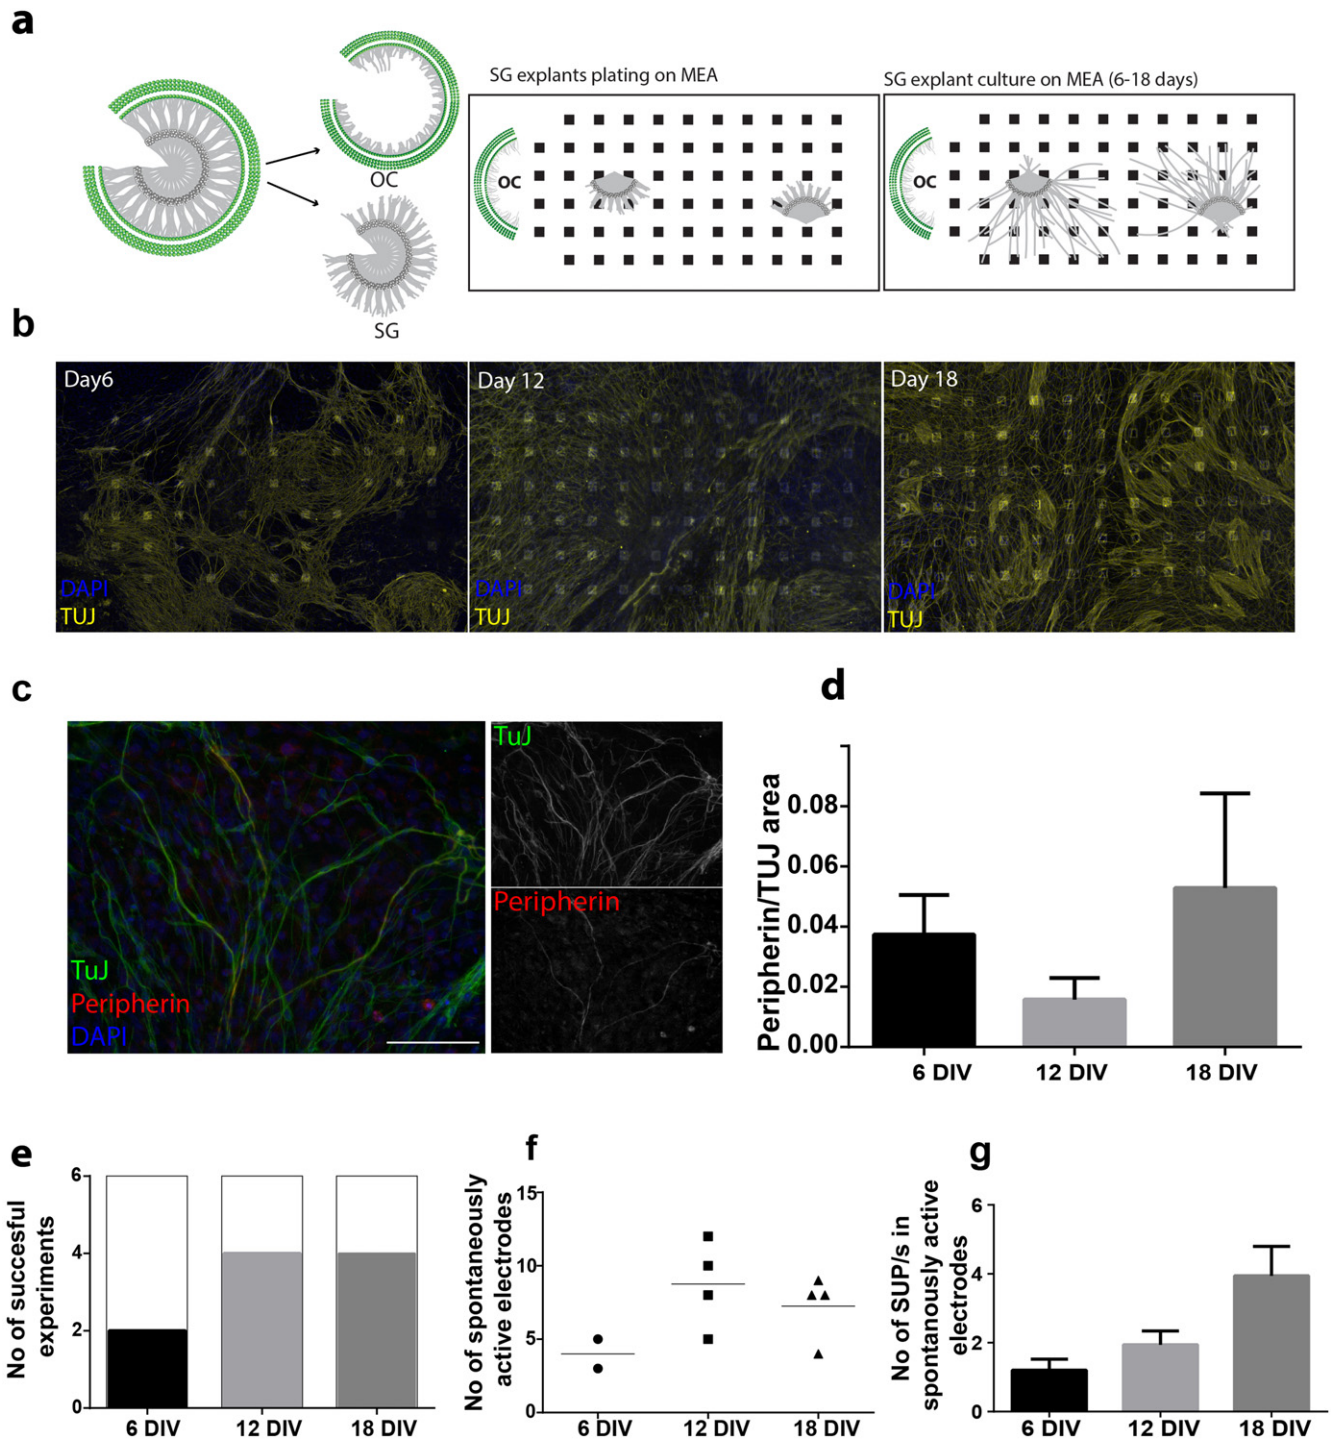 a
SG explants plating on MEA
SG explant culture on MEA (6-18 days)
OC
OC
OC
SG
b
Day6
Day 12
Day 18
DAPI
TUJ
DAPI
TUJ
DAPI
TUJ
c
TuJ
Peripherin
DAPI
TuJ
Peripherin
d
Peripherin/TUJ area
0.08
0.06
0.04
0.02
0.00
6 DIV
12 DIV
18 DIV
e
No of succesful
experiments
6
4
2
0
6 DIV
12 DIV
18 DIV
f
No of spontaneously
active electrodes
15
10
5
0
6 DIV
12 DIV
18 DIV
g
No of SUP/s in
spontanously active
electrodes
6
4
2
0
6 DIV
12 DIV
18 DIV